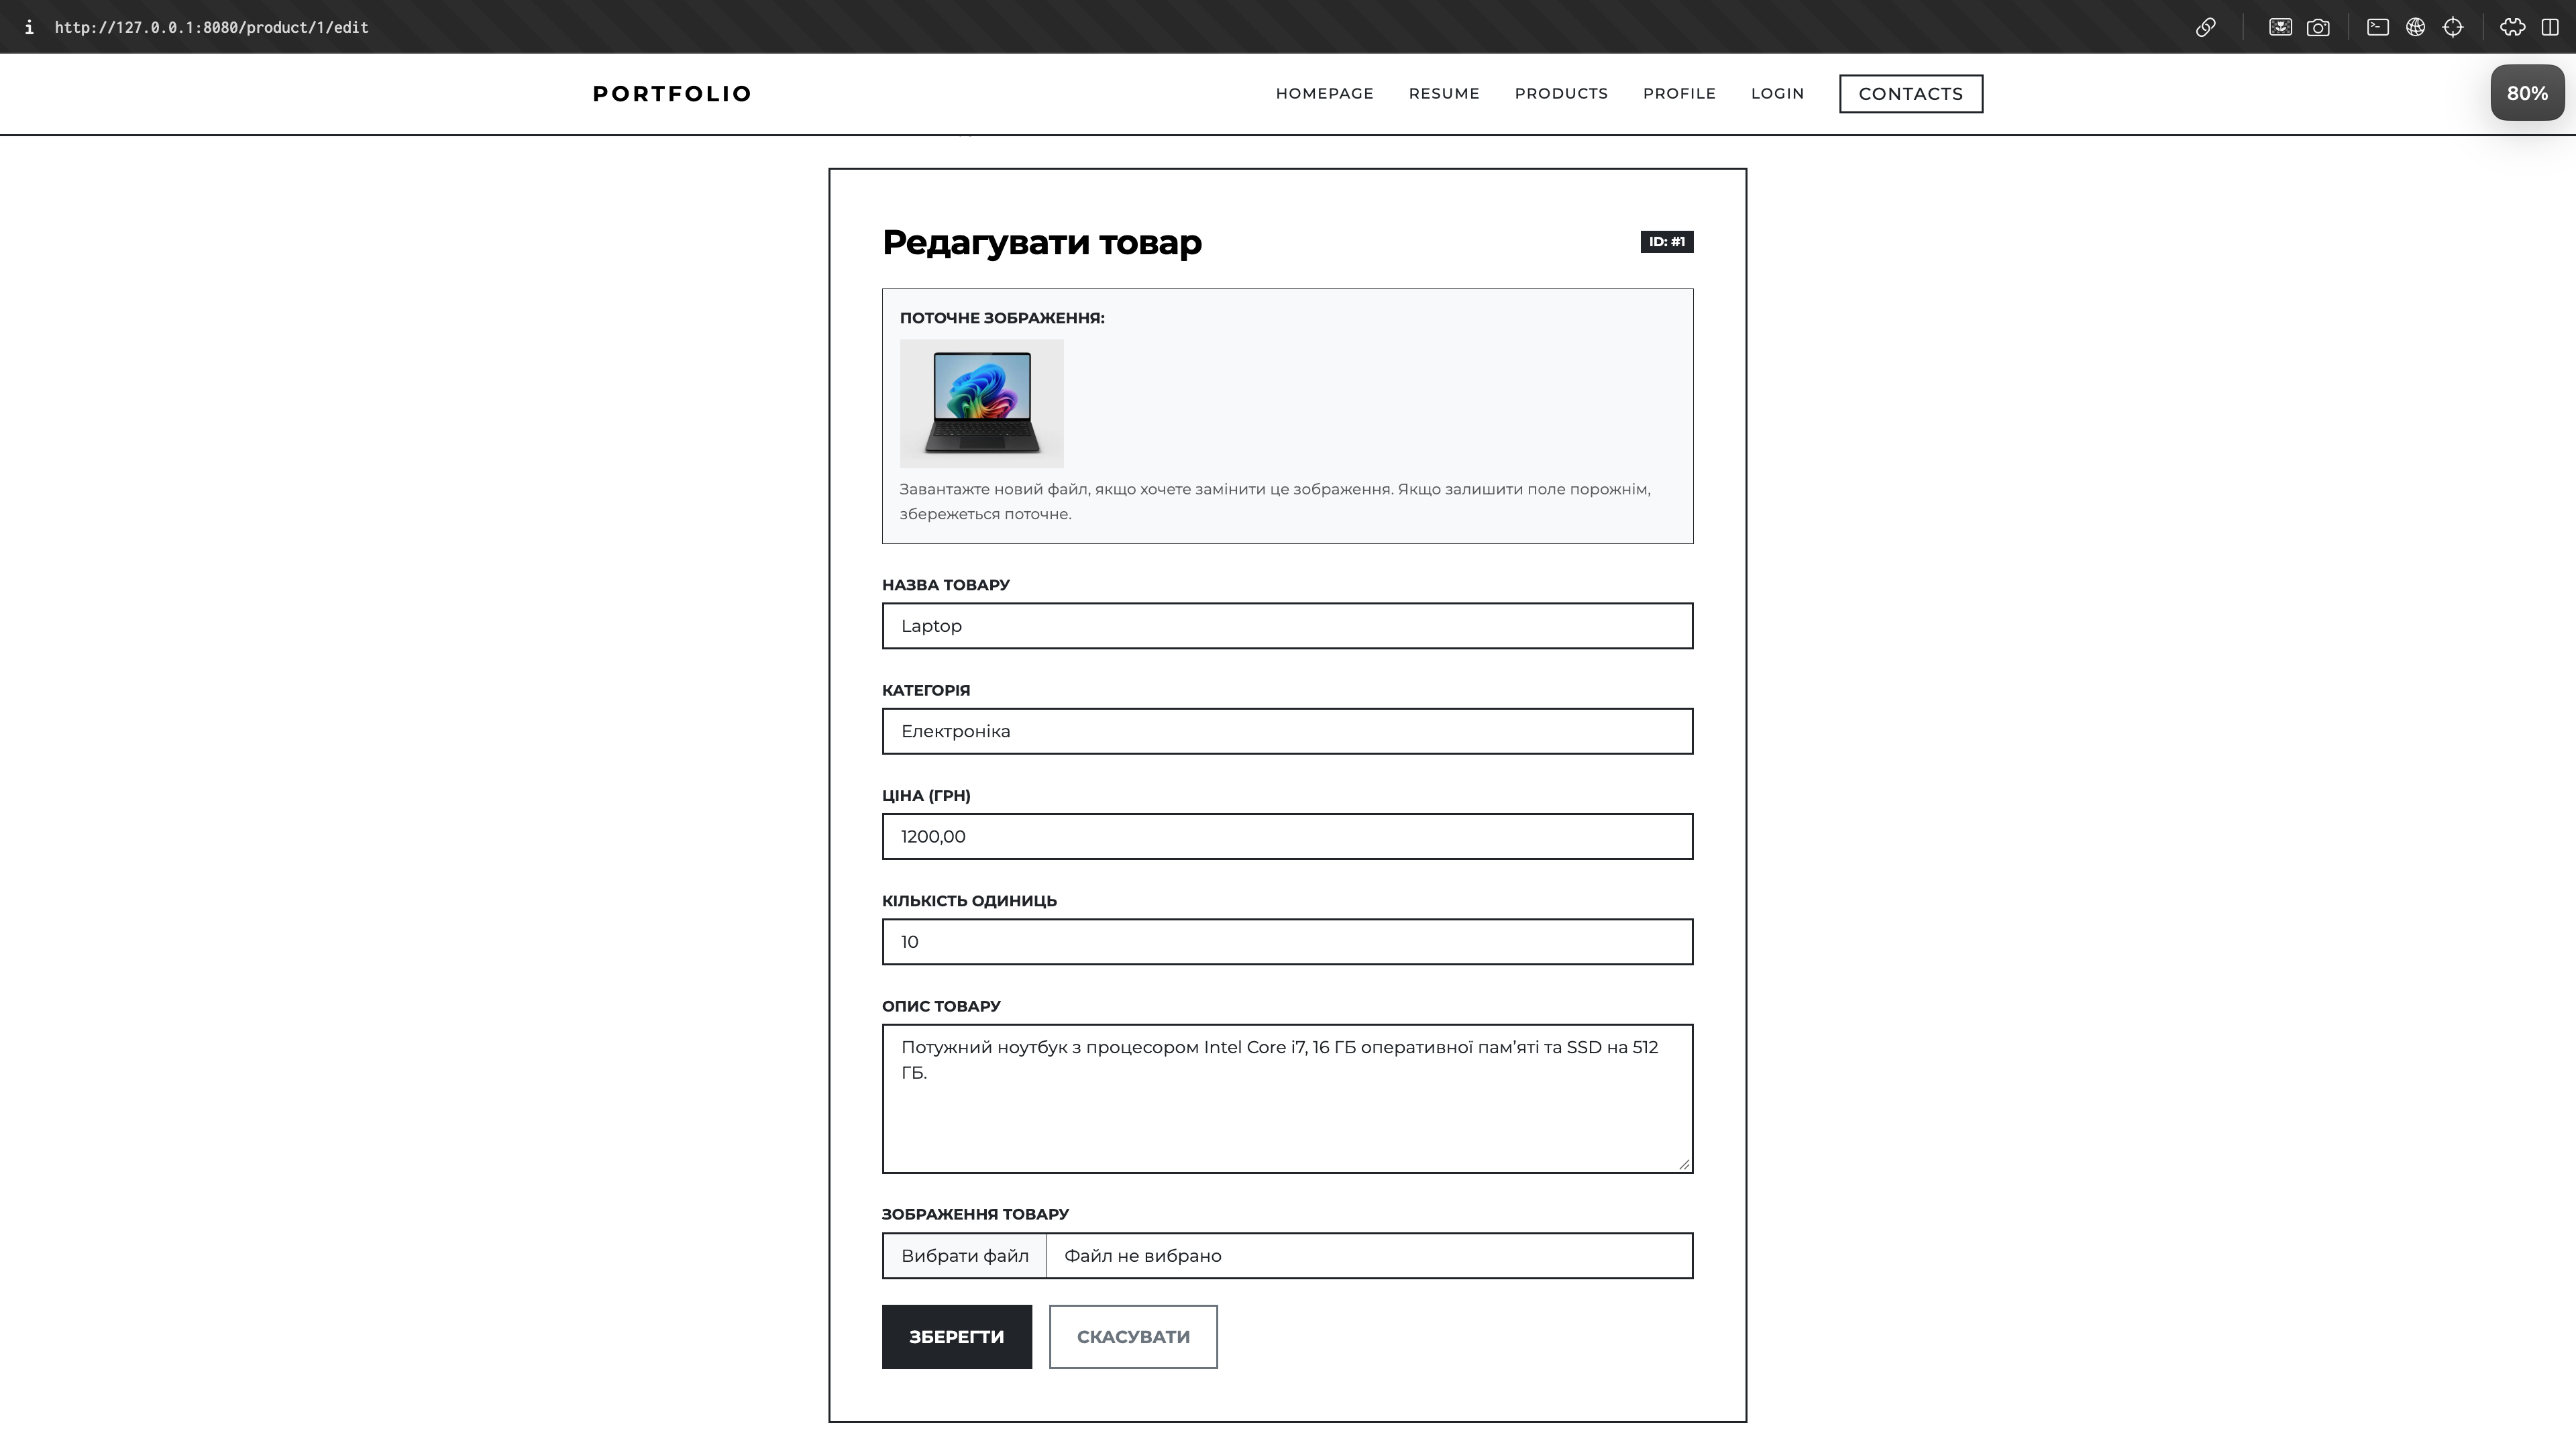 i http://127.0.0.1:8080/product/1/edit
PORTFOLIO
HOMEPAGE RESUME PRODUCTS PROFILE LOGIN CONTACTS
80%
Редагувати товар
ID: #1
ПОТОЧНЕ ЗОБРАЖЕННЯ:
Завантажте новий файл, якщо хочете замінити це зображення. Якщо залишити поле порожнім,
збережеться поточне.
НАЗВА ТОВАРУ
Laptop
КАТЕГОРІЯ
Електроніка
ЦІНА (ГРН)
1200,00
КІЛЬКІСТЬ ОДИНИЦЬ
10
ОПИС ТОВАРУ
Потужний ноутбук з процесором Intel Core i7, 16 ГБ оперативної пам’яті та SSD на 512
ГБ.
ЗОБРАЖЕННЯ ТОВАРУ
Вибрати файл Файл не вибрано
ЗБЕРЕГТИ СКАСУВАТИ